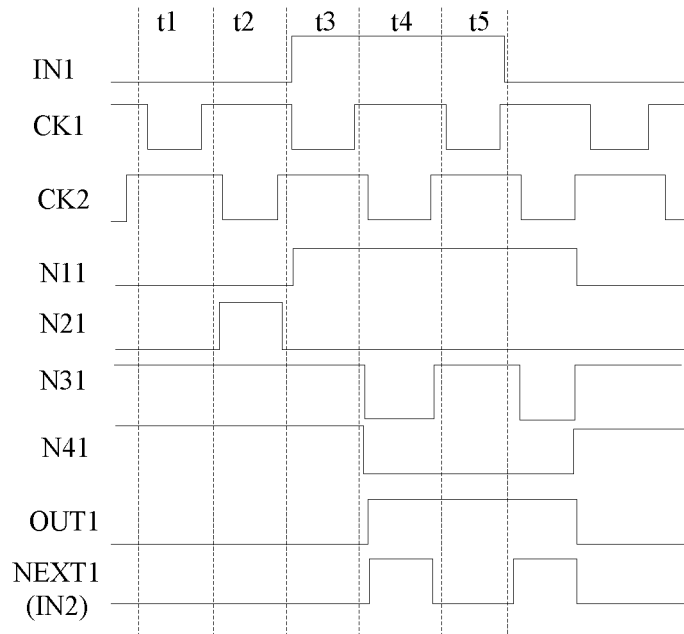 t1 t2 t3 t4 t5
IN1
CK1
CK2
N11
N21
N31
N41
OUT1
NEXT1
(IN2)